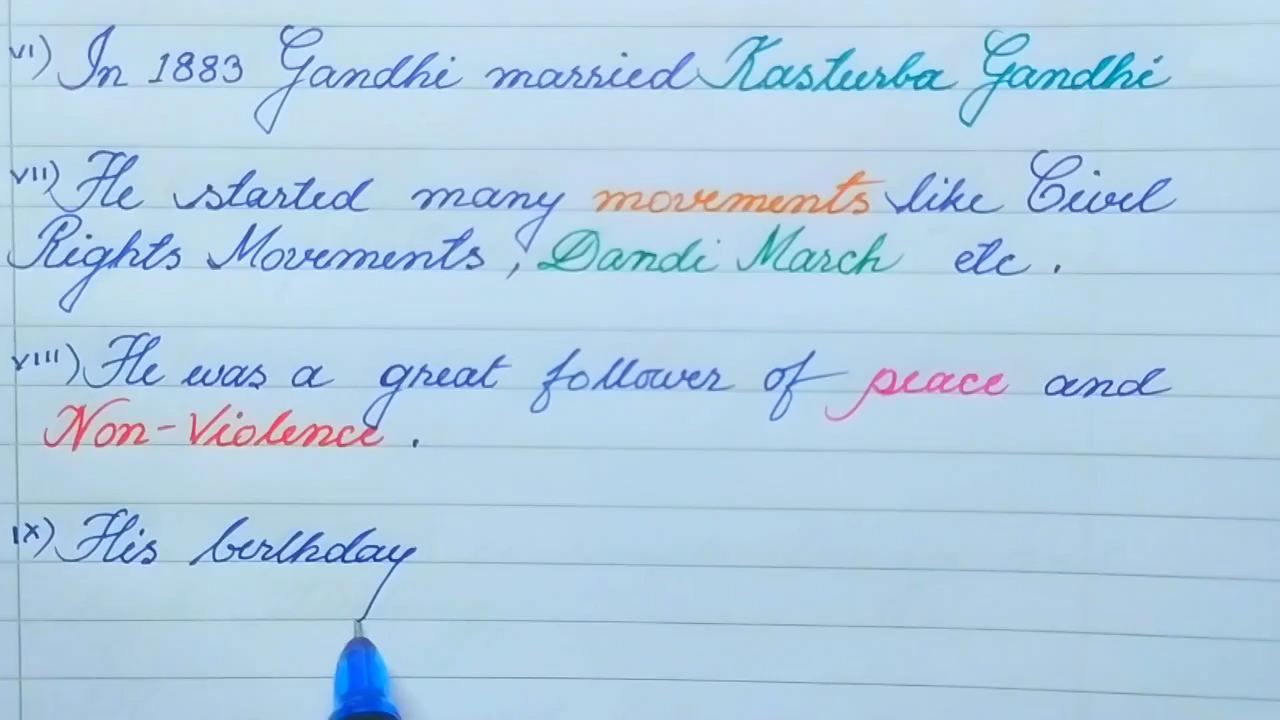 VI) In 1883 Gandhi married Kasturba Gandhi
VII) He started many movements like Civil
Rights Movements, Dandi March etc.
VIII) He was a great follower of peace and
Non-Violence.
IX) His birthday